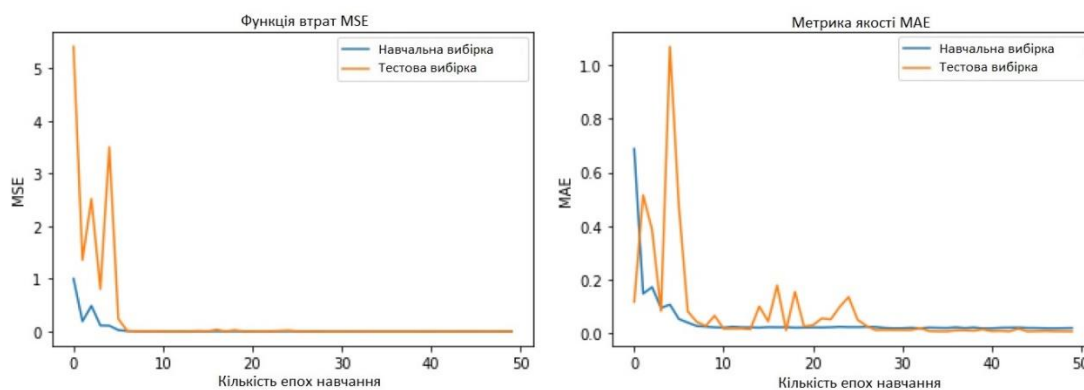 Функція втрат MSE
Навчальна вибірка
Тестова вибірка
MSE
5
4
3
2
1
0
0 10 20 30 40 50
Кількість епох навчання
Метрика якості MAE
Навчальна вибірка
Тестова вибірка
MAE
1.0
0.8
0.6
0.4
0.2
0.0
0 10 20 30 40 50
Кількість епох навчання